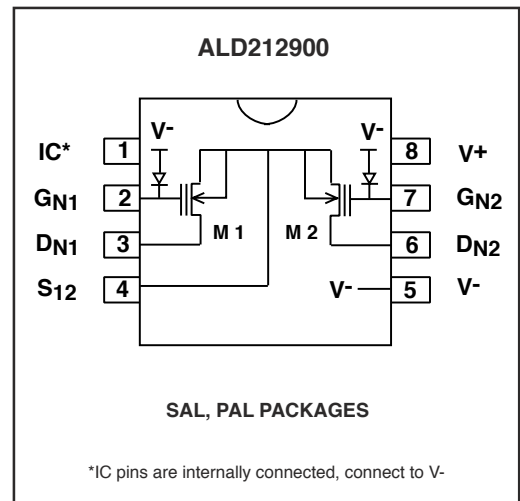 ALD212900
V- V-
IC* 1 8 V+
GN1 2 7 GN2
M 1 M 2
DN1 3 6 DN2
S12 4 V- 5 V-
SAL, PAL PACKAGES
*IC pins are internally connected, connect to V-